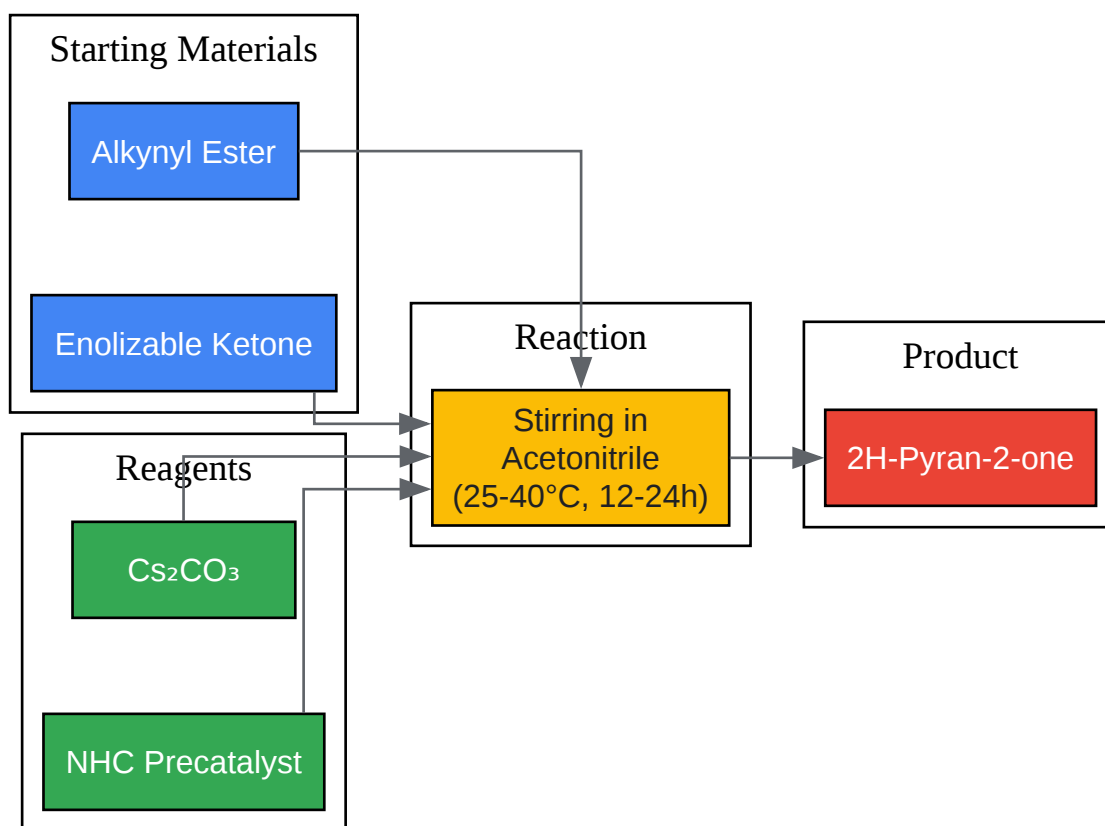 Starting Materials
Alkynyl Ester
Enolizable Ketone
Reagents
Cs₂CO₃
NHC Precatalyst
Reaction
Stirring in
Acetonitrile
(25-40°C, 12-24h)
Product
2H-Pyran-2-one